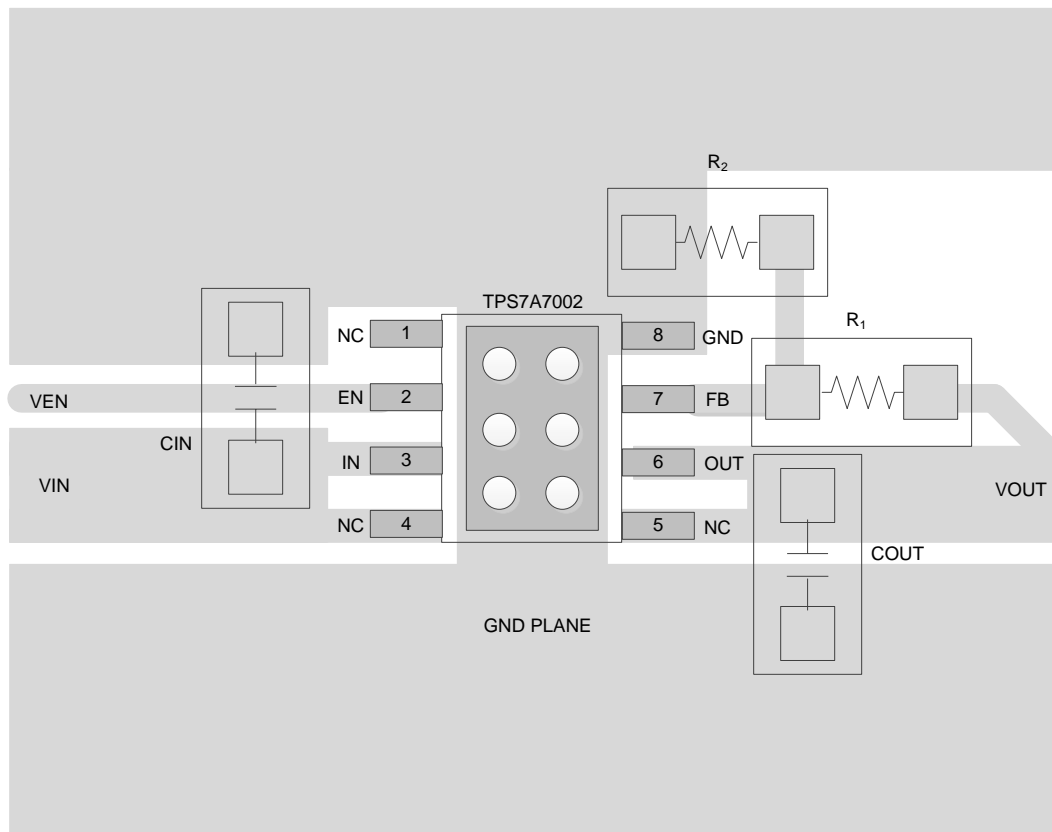 R2
TPS7A7002
R1
NC 1
8 GND
VEN
EN 2
7 FB
CIN
IN 3
6 OUT
VIN
VOUT
NC 4
5 NC
COUT
GND PLANE